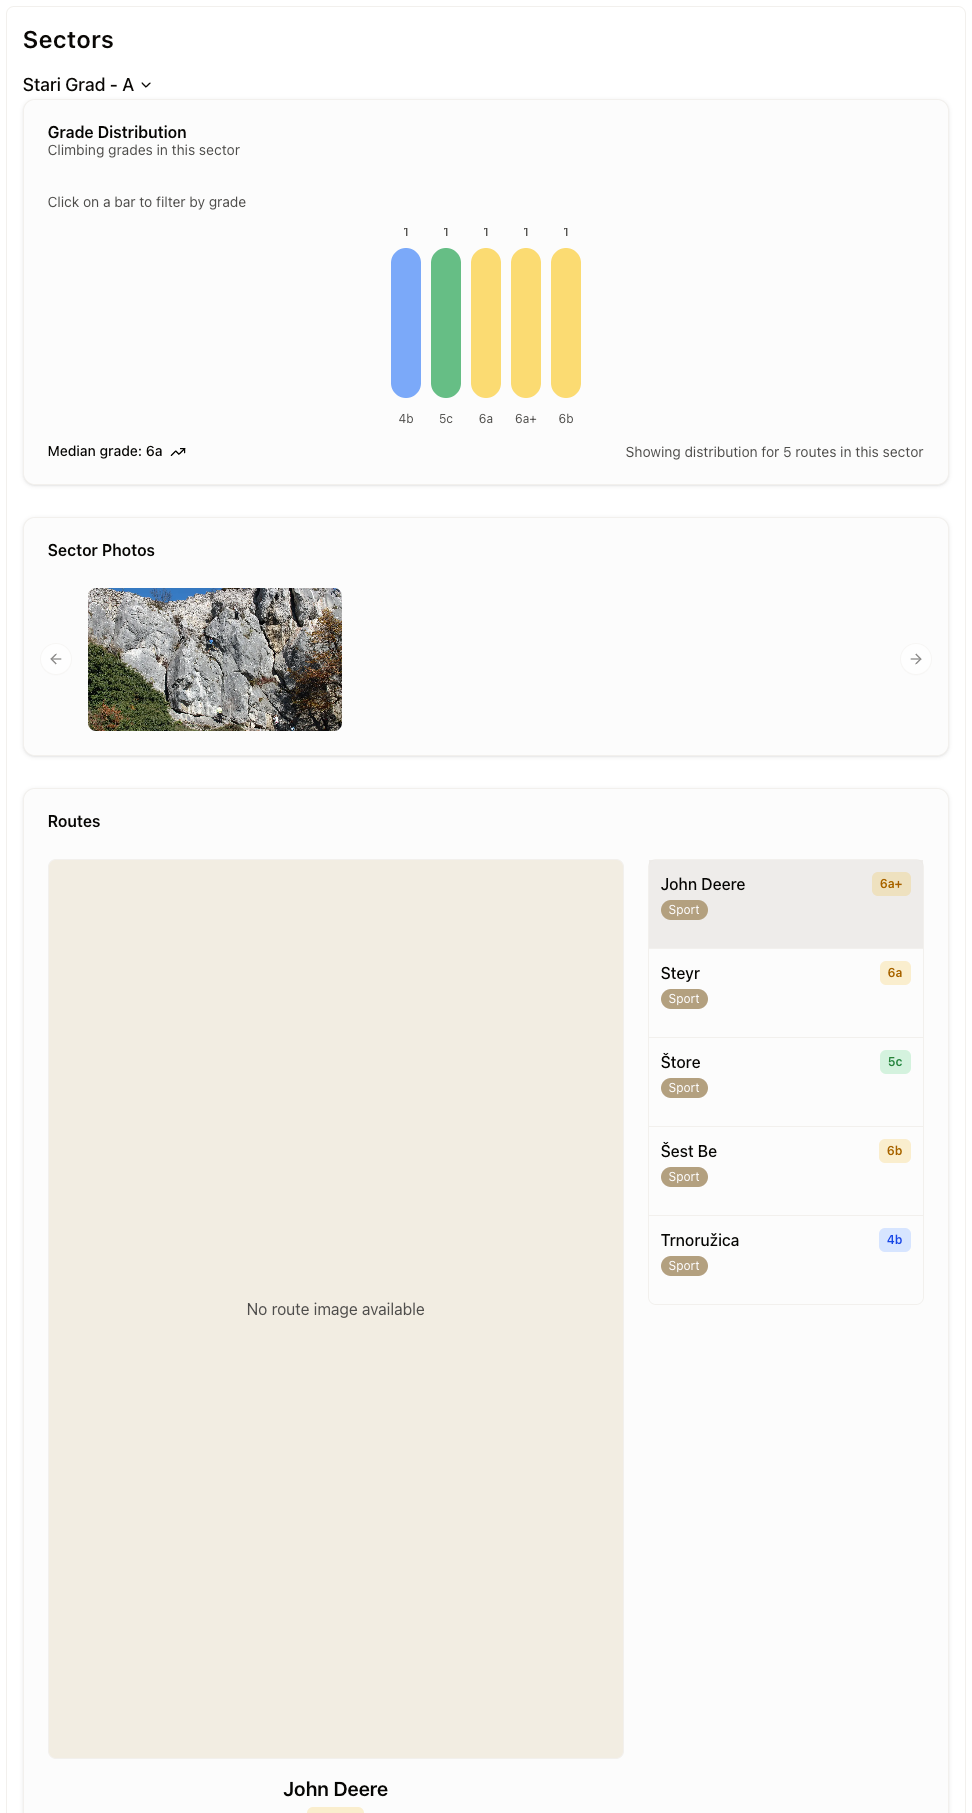 Sectors
Stari Grad - A
Grade Distribution
Climbing grades in this sector
Click on a bar to filter by grade
1 1 1 1 1
4b 5c 6a 6a+ 6b
Median grade: 6a
Showing distribution for 5 routes in this sector
Sector Photos
Routes
John Deere 6a+
Sport
Steyr 6a
Sport
Štore 5c
Sport
Šest Be 6b
Sport
Trnoružica 4b
Sport
No route image available
John Deere